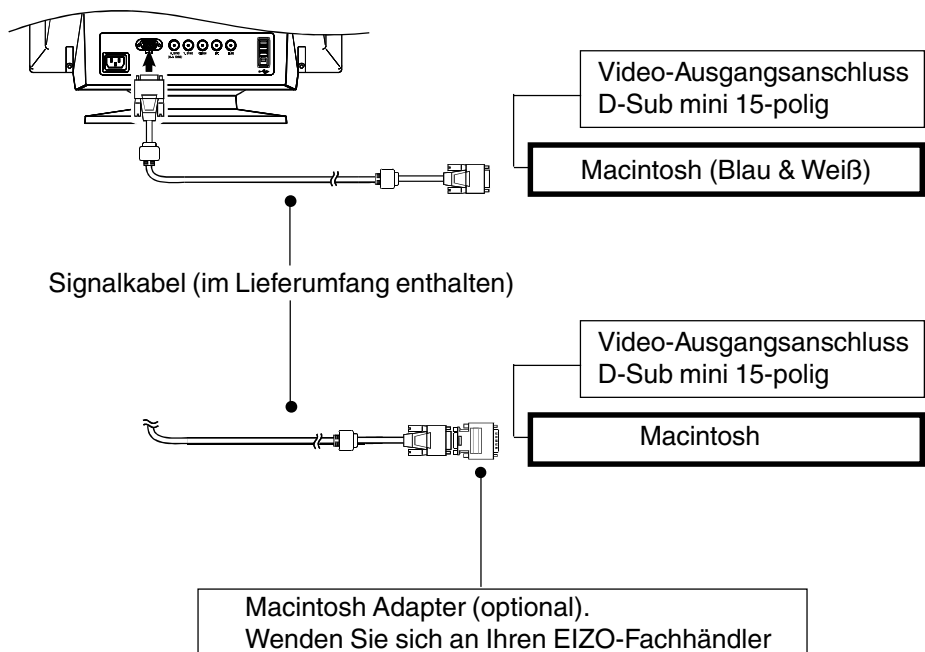 Video-Ausgangsanschluss
D-Sub mini 15-polig
Macintosh (Blau & Weiß)
Signalkabel (im Lieferumfang enthalten)
Video-Ausgangsanschluss
D-Sub mini 15-polig
Macintosh
Macintosh Adapter (optional).
Wenden Sie sich an Ihren EIZO-Fachhändler